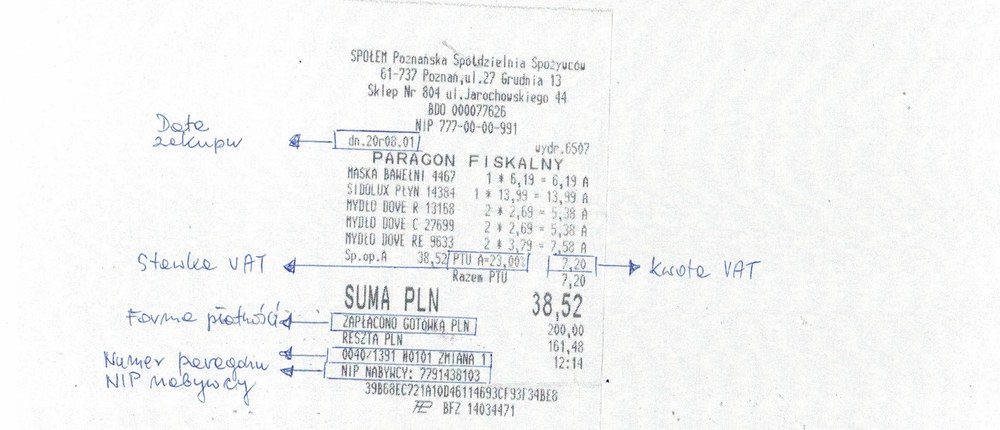 SPOŁEM Poznańska Spółdzielnia Spożywców
61-737 Poznań,ul.27 Grudnia 13
Sklep Nr 804 ul.Jarochowskiego 44
BDO 000077626
NIP 777-00-00-991
Data zakupu
dn.20r08.01 wydr.6507
PARAGON FISKALNY
MASKA BAWEŁNI 4467 1 * 6,19 = 6,19 A
SIDOLUX PŁYN 14384 1 * 13,99 = 13,99 A
MYDŁO DOVE R 13168 2 * 2,69 = 5,38 A
MYDŁO DOVE C 27699 2 * 2,69 = 5,38 A
MYDŁO DOVE RE 9633 2 * 3,79 = 7,58 A
Stawka VAT Sp.op.A 38,52 PTU A=23,00% 7,20 Kwota VAT
Razem PTU 7,20
SUMA PLN 38,52
Forma płatności ZAPŁACONO GOTÓWKA PLN 200,00
RESZTA PLN 161,48
Numer paragonu 0040/1391 #0101 ZMIANA 1 12:14
NIP nabywcy NIP NABYWCY: 7791438103
39B68EC721A10D46114693CF93F34BE8
BFZ 14034471